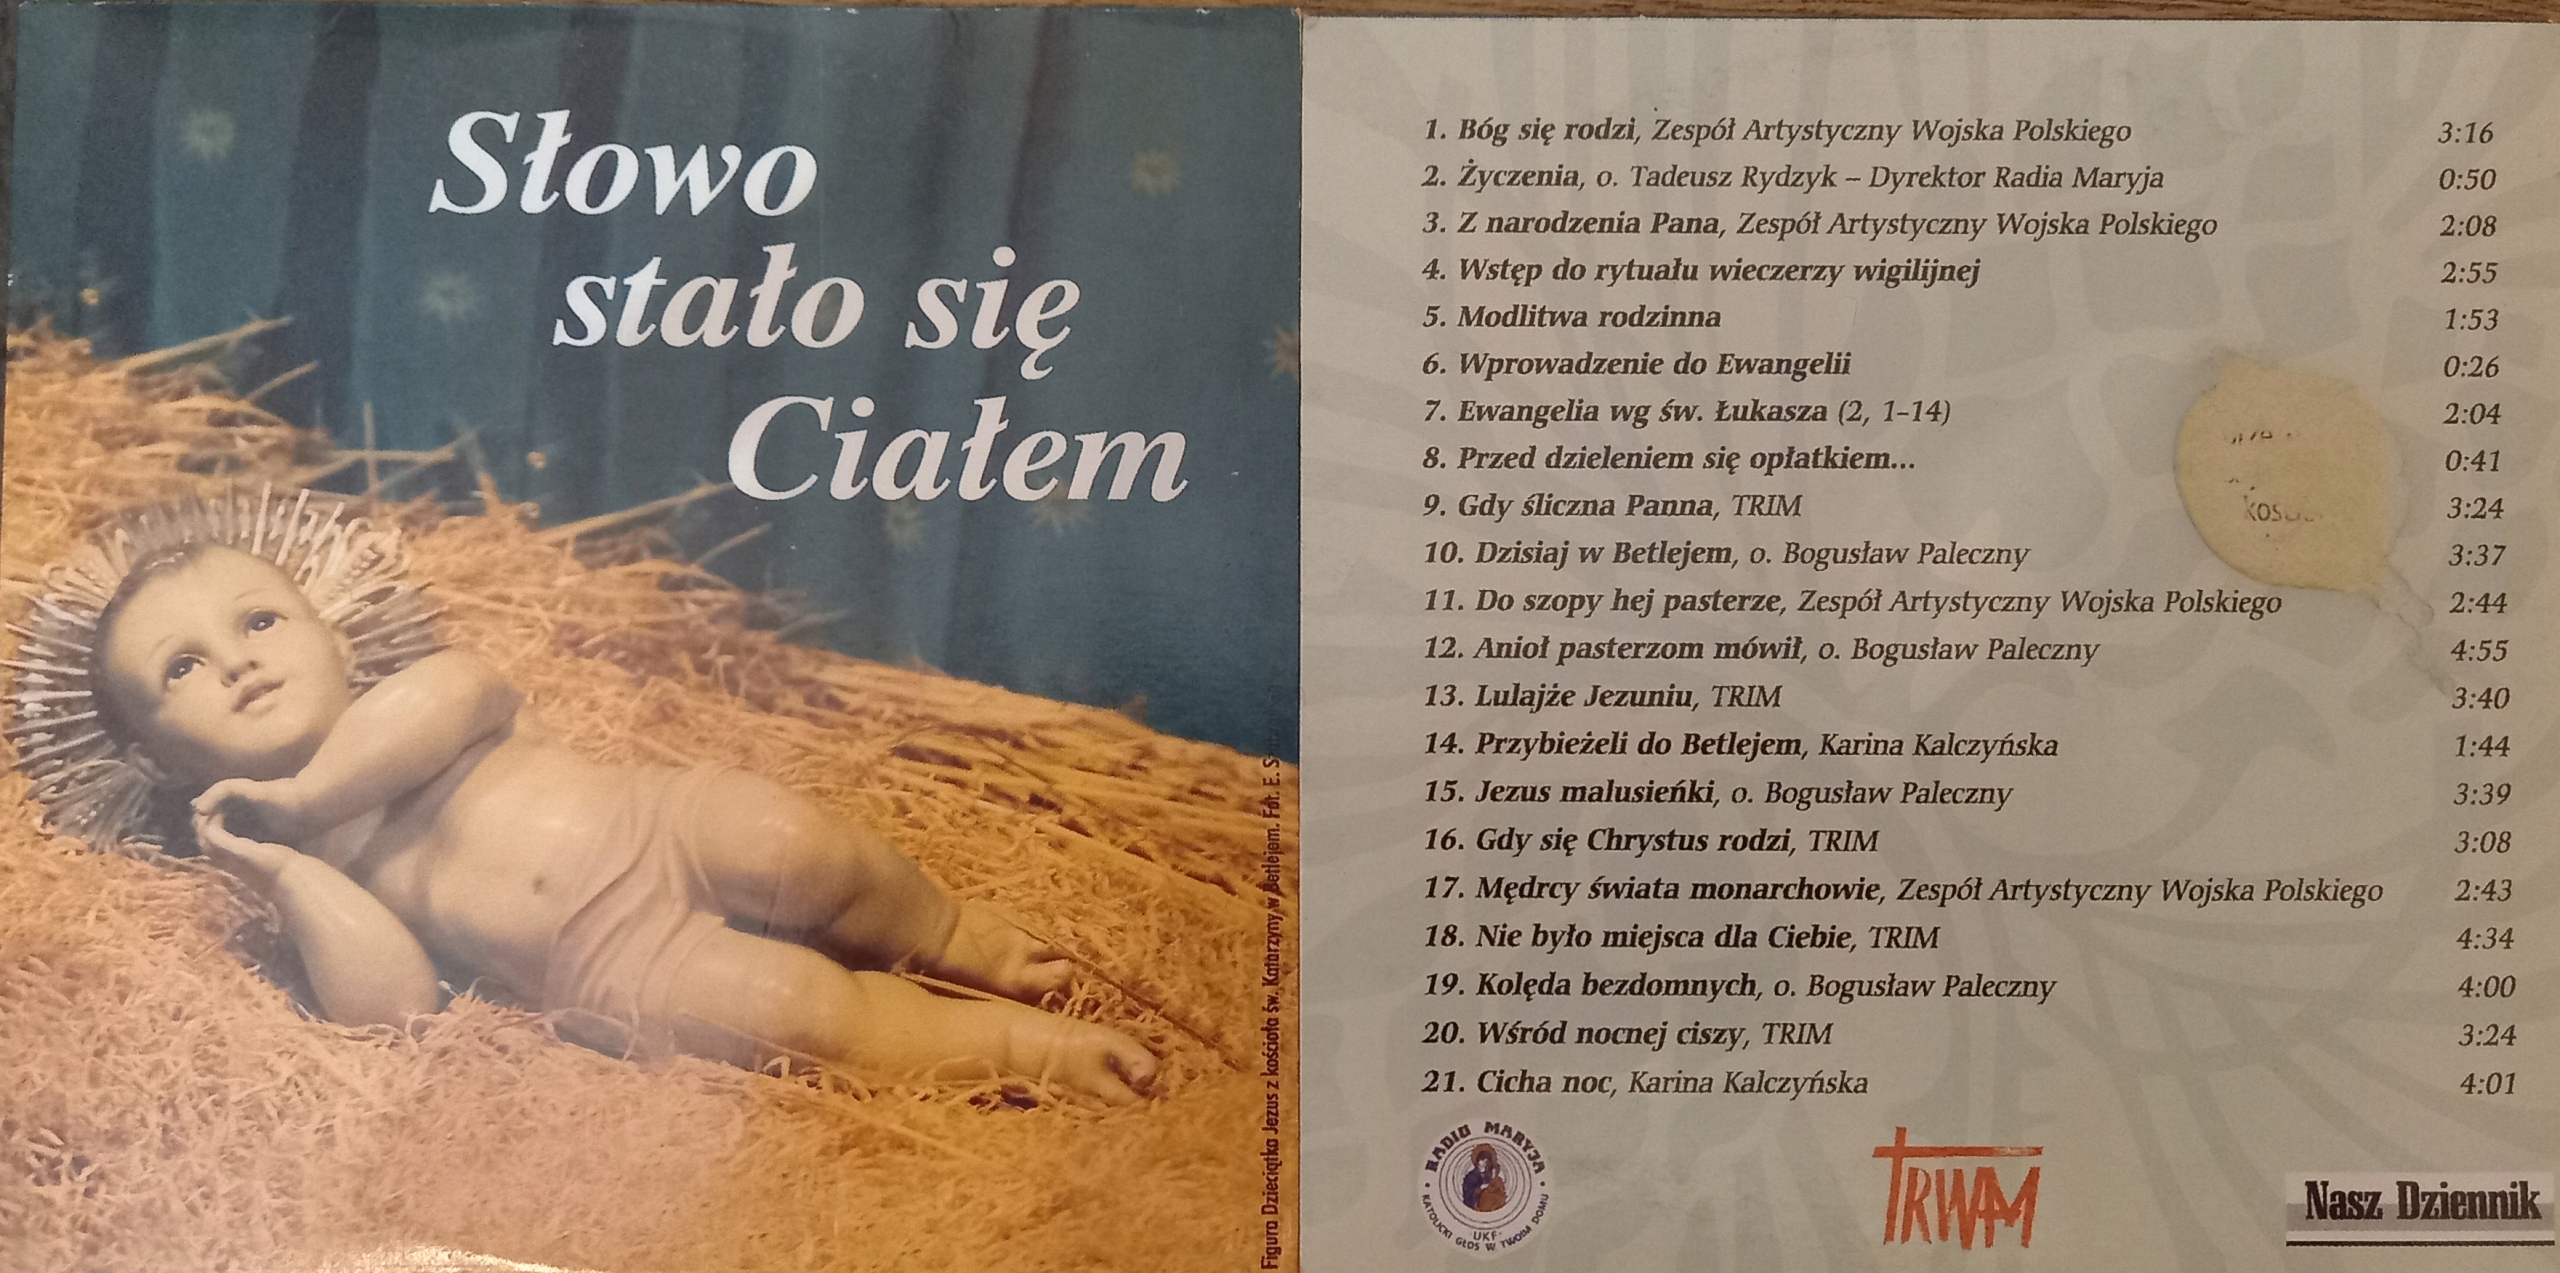 Słowo
stało się
Ciałem
Figura Dzieciątka Jezus z kościoła św. Katarzyny w Betlejem. Fot. E.
1. Bóg się rodzi, Zespół Artystyczny Wojska Polskiego 3:16
2. Życzenia, o. Tadeusz Rydzyk – Dyrektor Radia Maryja 0:50
3. Z narodzenia Pana, Zespół Artystyczny Wojska Polskiego 2:08
4. Wstęp do rytuału wieczerzy wigilijnej 2:55
5. Modlitwa rodzinna 1:53
6. Wprowadzenie do Ewangelii 0:26
7. Ewangelia wg św. Łukasza (2, 1–14) 2:04
8. Przed dzieleniem się opłatkiem... 0:41
9. Gdy śliczna Panna, TRIM 3:24
10. Dzisiaj w Betlejem, o. Bogusław Paleczny 3:37
11. Do szopy hej pasterze, Zespół Artystyczny Wojska Polskiego 2:44
12. Anioł pasterzom mówił, o. Bogusław Paleczny 4:55
13. Lulajże Jezuniu, TRIM 3:40
14. Przybieżeli do Betlejem, Karina Kalczyńska 1:44
15. Jezus malusieńki, o. Bogusław Paleczny 3:39
16. Gdy się Chrystus rodzi, TRIM 3:08
17. Mędrcy świata monarchowie, Zespół Artystyczny Wojska Polskiego 2:43
18. Nie było miejsca dla Ciebie, TRIM 4:34
19. Kolęda bezdomnych, o. Bogusław Paleczny 4:00
20. Wśród nocnej ciszy, TRIM 3:24
21. Cicha noc, Karina Kalczyńska 4:01
RADIO MARYJA
UKF
KATOLICKI GŁOS W TWOIM DOMU
TRWAM
Nasz Dziennik